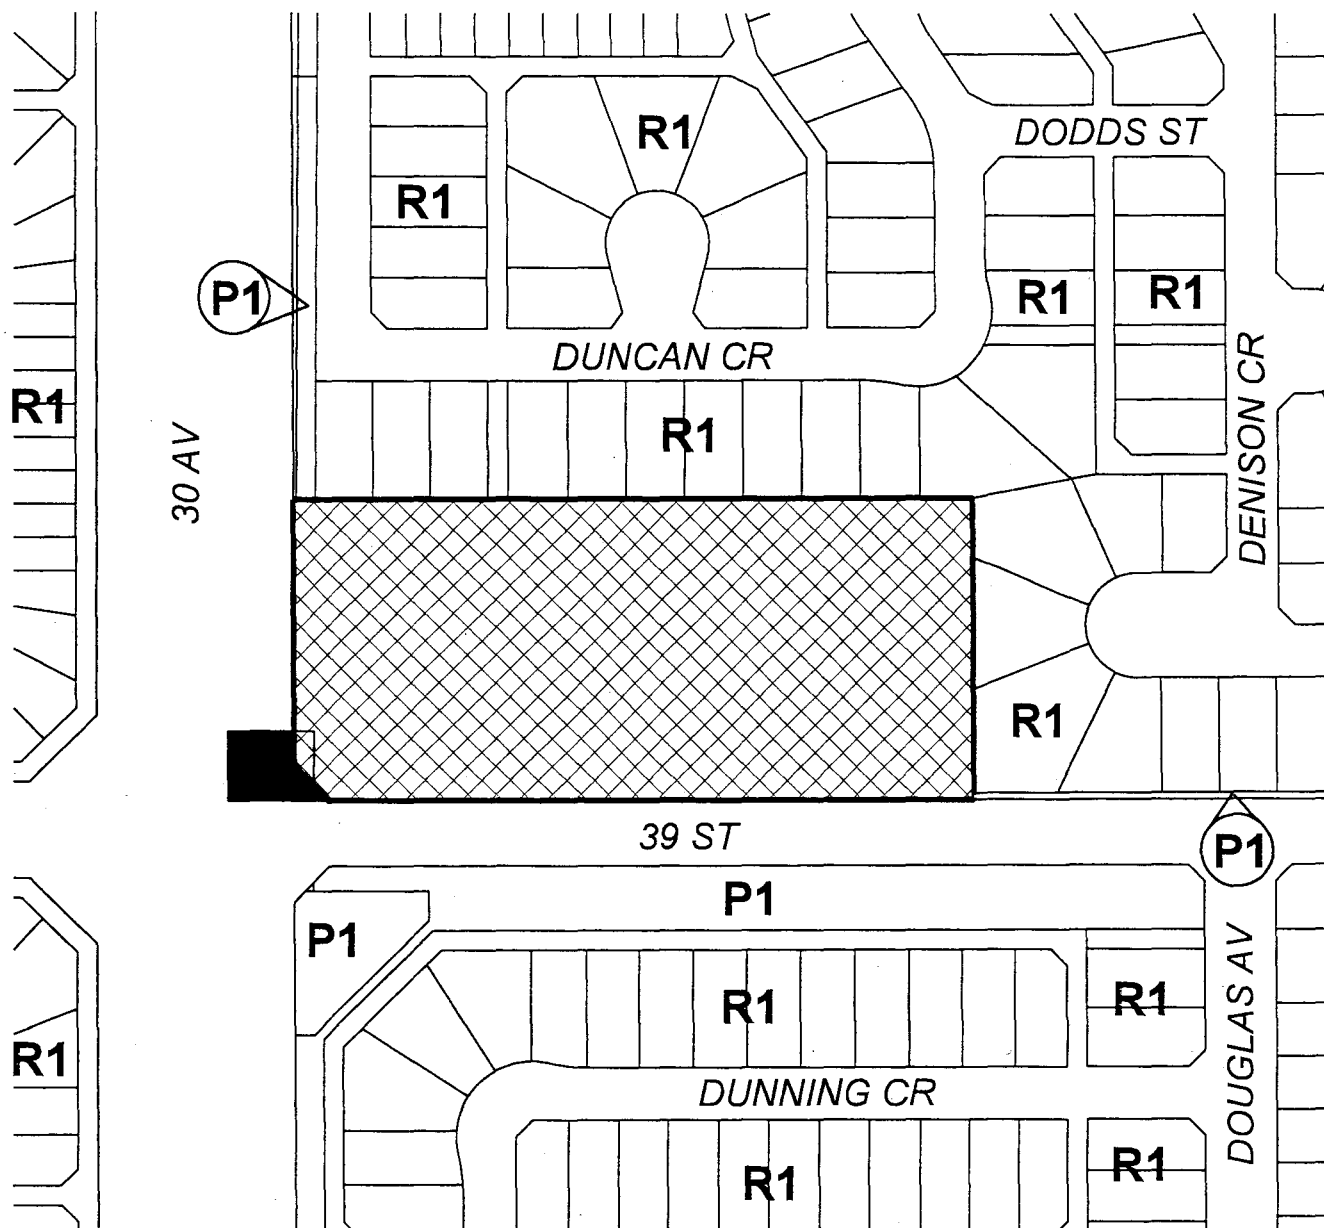 R1
DODDS ST
R1
P1
R1
R1
DUNCAN CR
R1
R1
30 AV
DENISON CR
R1
39 ST
P1
P1
P1
R1
R1
R1
DOUGLAS AV
DUNNING CR
R1
R1